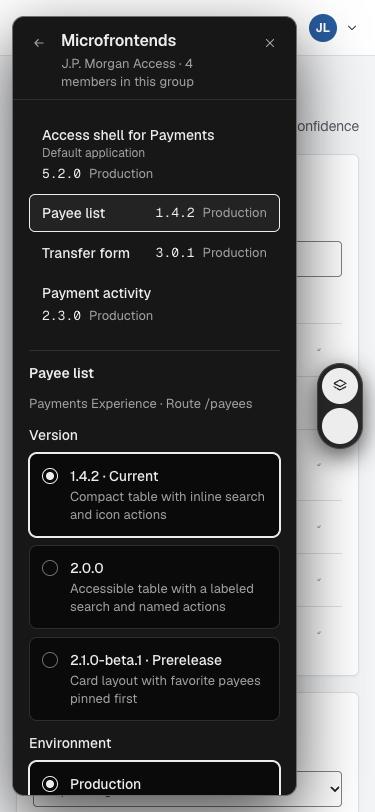 JL
Microfrontends
J.P. Morgan Access · 4
members in this group
onfidence
Access shell for Payments
Default application
5.2.0 Production
Payee list 1.4.2 Production
Transfer form 3.0.1 Production
Payment activity
2.3.0 Production
Payee list
Payments Experience · Route /payees
Version
1.4.2 · Current
Compact table with inline search
and icon actions
2.0.0
Accessible table with a labeled
search and named actions
2.1.0-beta.1 · Prerelease
Card layout with favorite payees
pinned first
Environment
Production